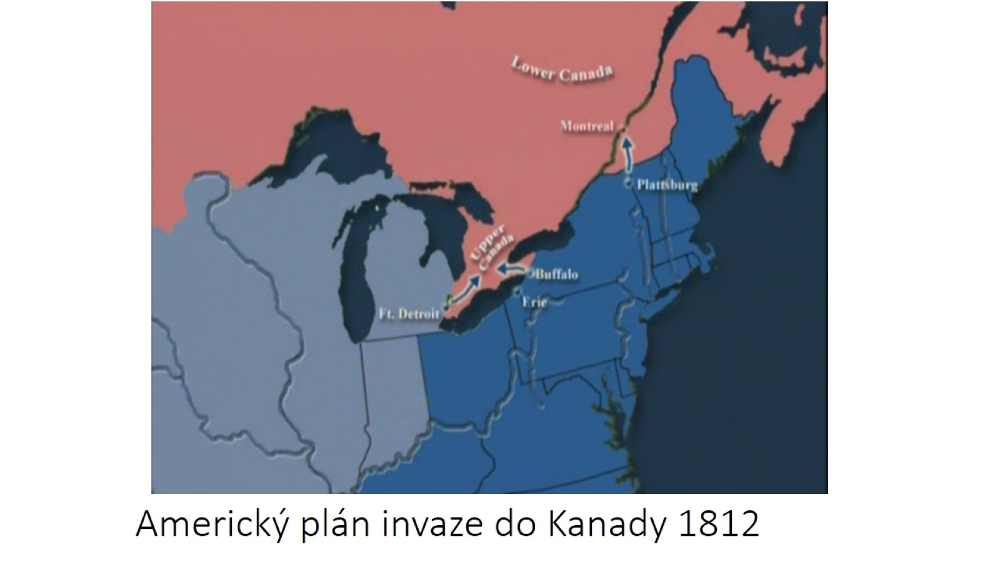 Lower Canada
Montreal
Plattsburg
Upper
Canada
Buffalo
Erie
Ft. Detroit
Americký plán invaze do Kanady 1812